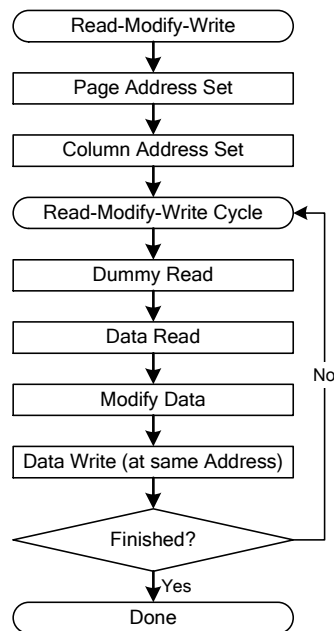 Read-Modify-Write
Page Address Set
Column Address Set
Read-Modify-Write Cycle
Dummy Read
Data Read
No
Modify Data
Data Write (at same Address)
Finished?
Yes
Done